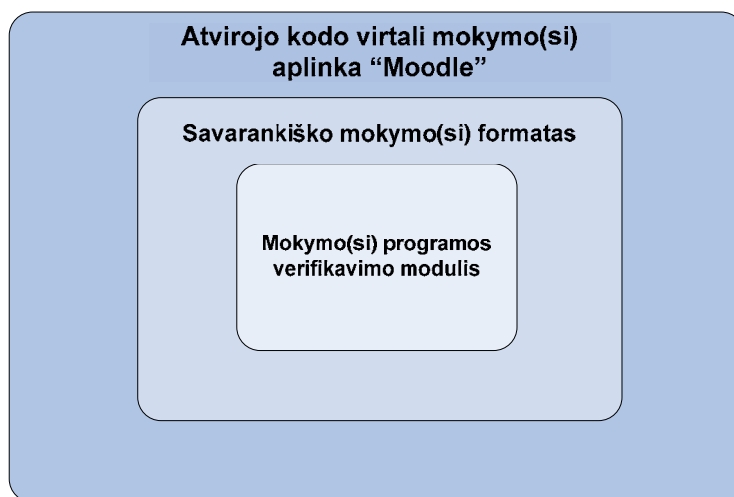 Atvirojo kodo virtali mokymo(si)
aplinka “Moodle”
Savarankiško mokymo(si) formatas
Mokymo(si) programos
verifikavimo modulis